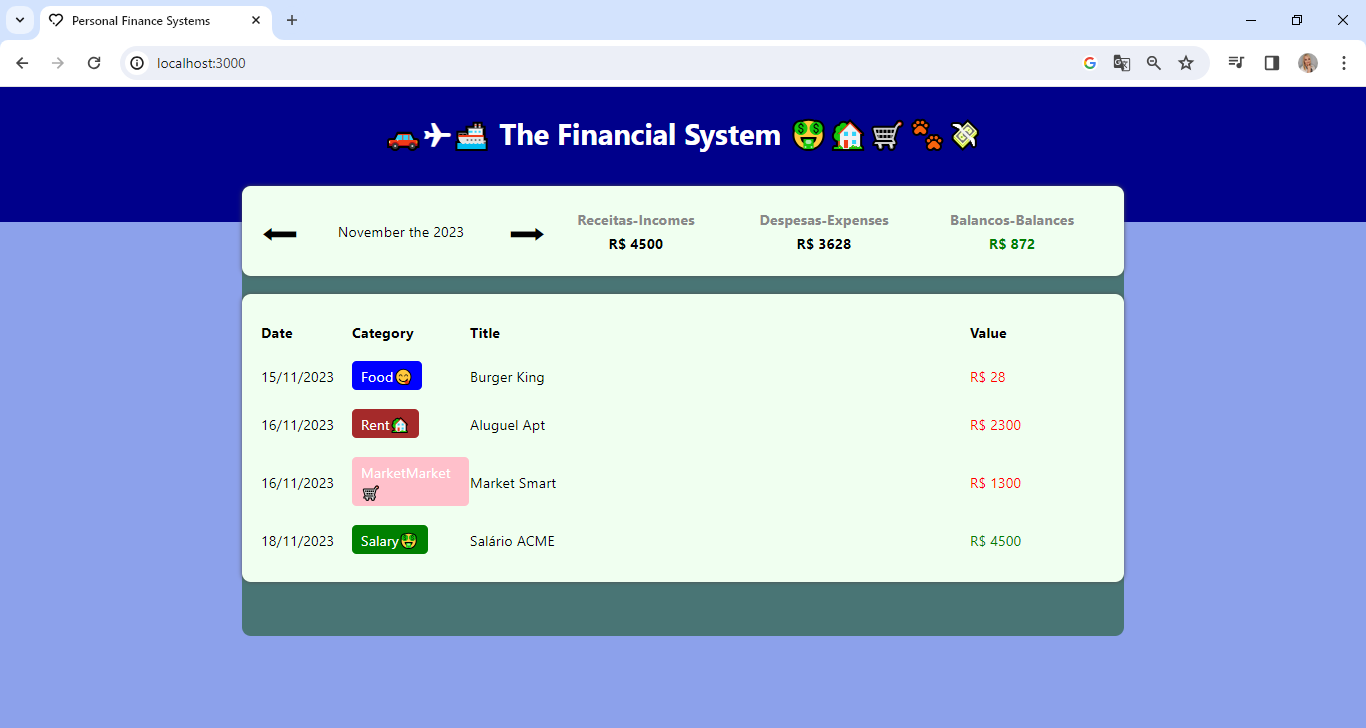 Personal Finance Systems
localhost:3000
The Financial System
November the 2023
Receitas-Incomes
R$ 4500
Despesas-Expenses
R$ 3628
Balancos-Balances
R$ 872
Date Category Title Value
15/11/2023 Food Burger King R$ 28
16/11/2023 Rent Aluguel Apt R$ 2300
16/11/2023 MarketMarket Market Smart R$ 1300
18/11/2023 Salary Salário ACME R$ 4500